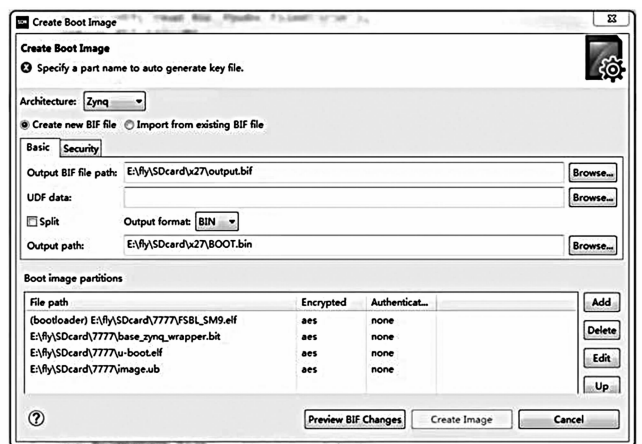 SDK Create Boot Image
Create Boot Image
Specify a part name to auto generate key file.
Architecture: Zynq
Create new BIF file Import from existing BIF file
Basic Security
Output BIF file path: E:\fly\SDcard\x27\output.bif Browse...
UDF data: Browse...
Split Output format: BIN
Output path: E:\fly\SDcard\x27\BOOT.bin Browse...
Boot image partitions
File path Encrypted Authenticat...
(bootloader) E:\fly\SDcard\7777\FSBL_SM9.elf aes none
E:\fly\SDcard\7777\base_zynq_wrapper.bit aes none
E:\fly\SDcard\7777\u-boot.elf aes none
E:\fly\SDcard\7777\image.ub aes none
Add
Delete
Edit
Up
? Preview BIF Changes Create Image Cancel